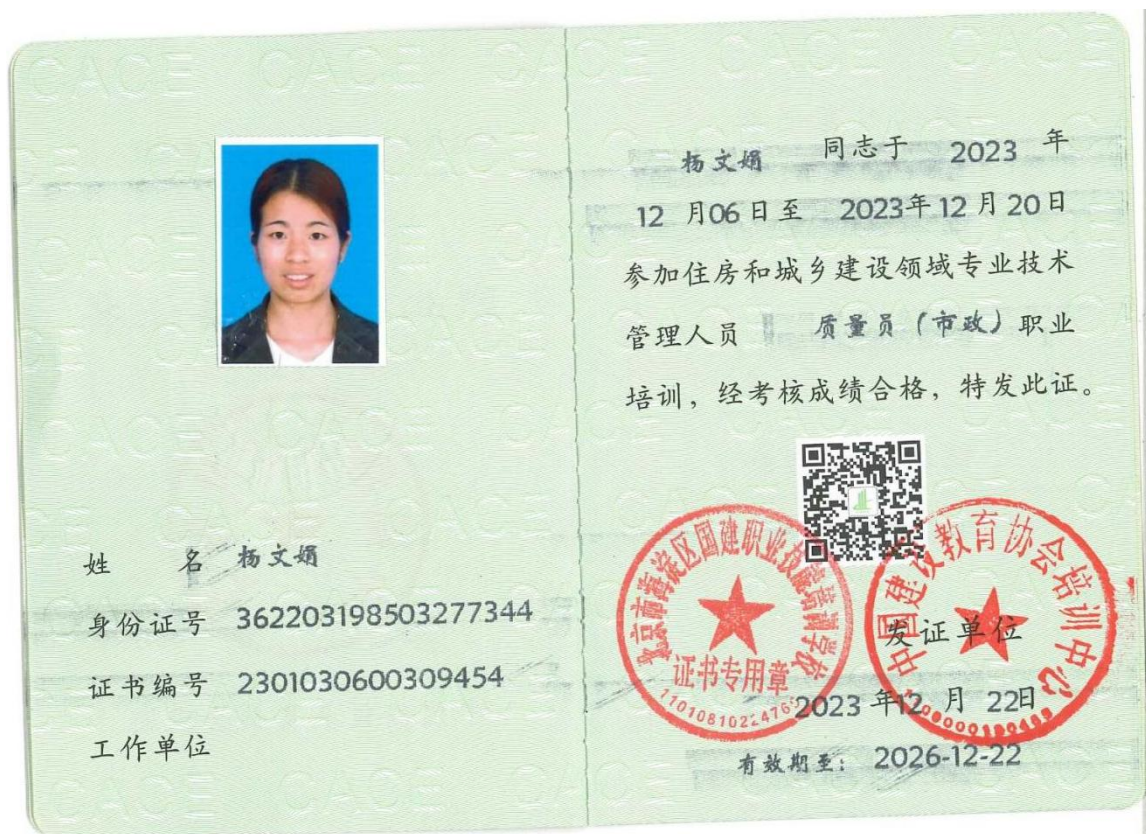 姓 名 杨文娟
身份证号 362203198503277344
证书编号 2301030600309454
工作单位
杨文娟 同志于 2023 年
12 月06日至 2023年12月20日
参加住房和城乡建设领域专业技术
管理人员 质量员（市政）职业
培训，经考核成绩合格，特发此证。
北京市海淀区国建职业技能培训学校
证书专用章
中国建设教育协会培训中心
发证单位
2023 年12 月 22日
有效期至： 2026-12-22
CACE